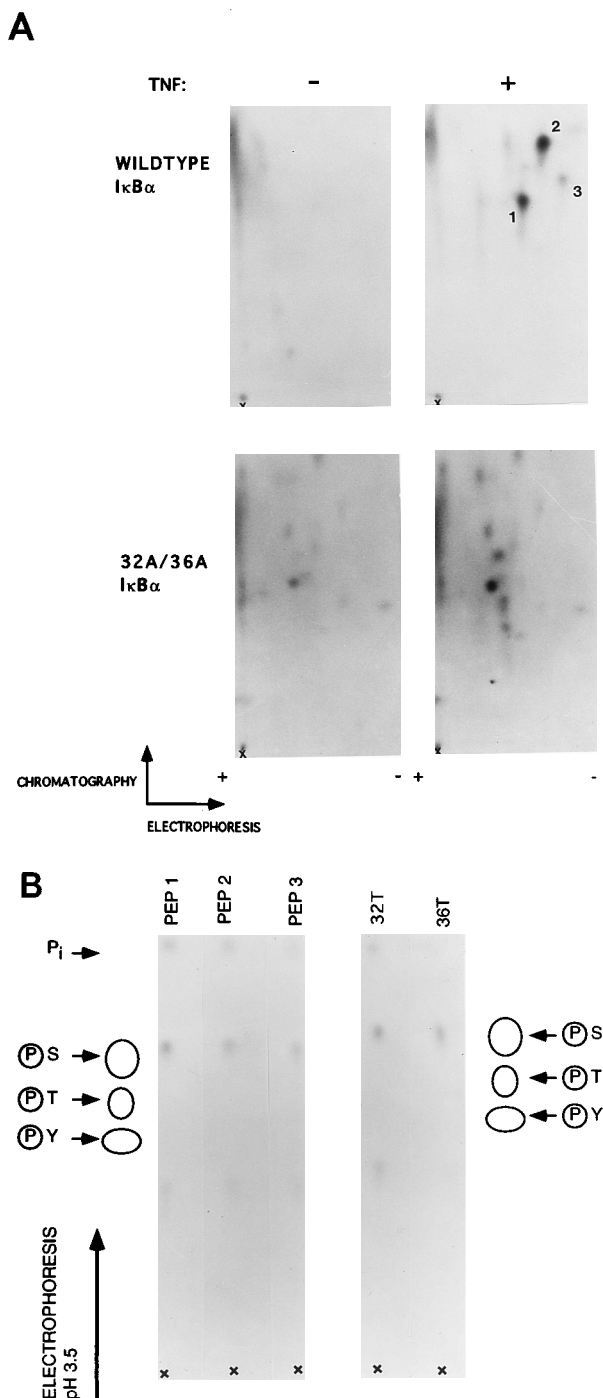 A
TNF: - +
WILDTYPE
IκBα
2
3
1
x x
32A/36A
IκBα
x x
CHROMATOGRAPHY
+ - + -
ELECTROPHORESIS
B
PEP 1 PEP 2 PEP 3 32T 36T
Pi
P S P S
P T P T
P Y P Y
ELECTROPHORESIS
pH 3.5
x x x x x